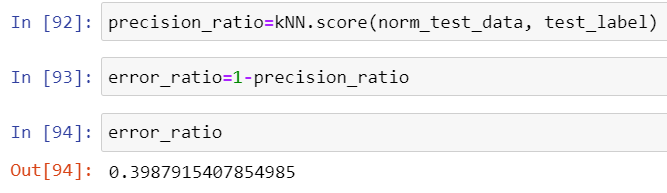 In [92]: precision_ratio=kNN.score(norm_test_data, test_label)
In [93]: error_ratio=1-precision_ratio
In [94]: error_ratio
Out[94]: 0.3987915407854985